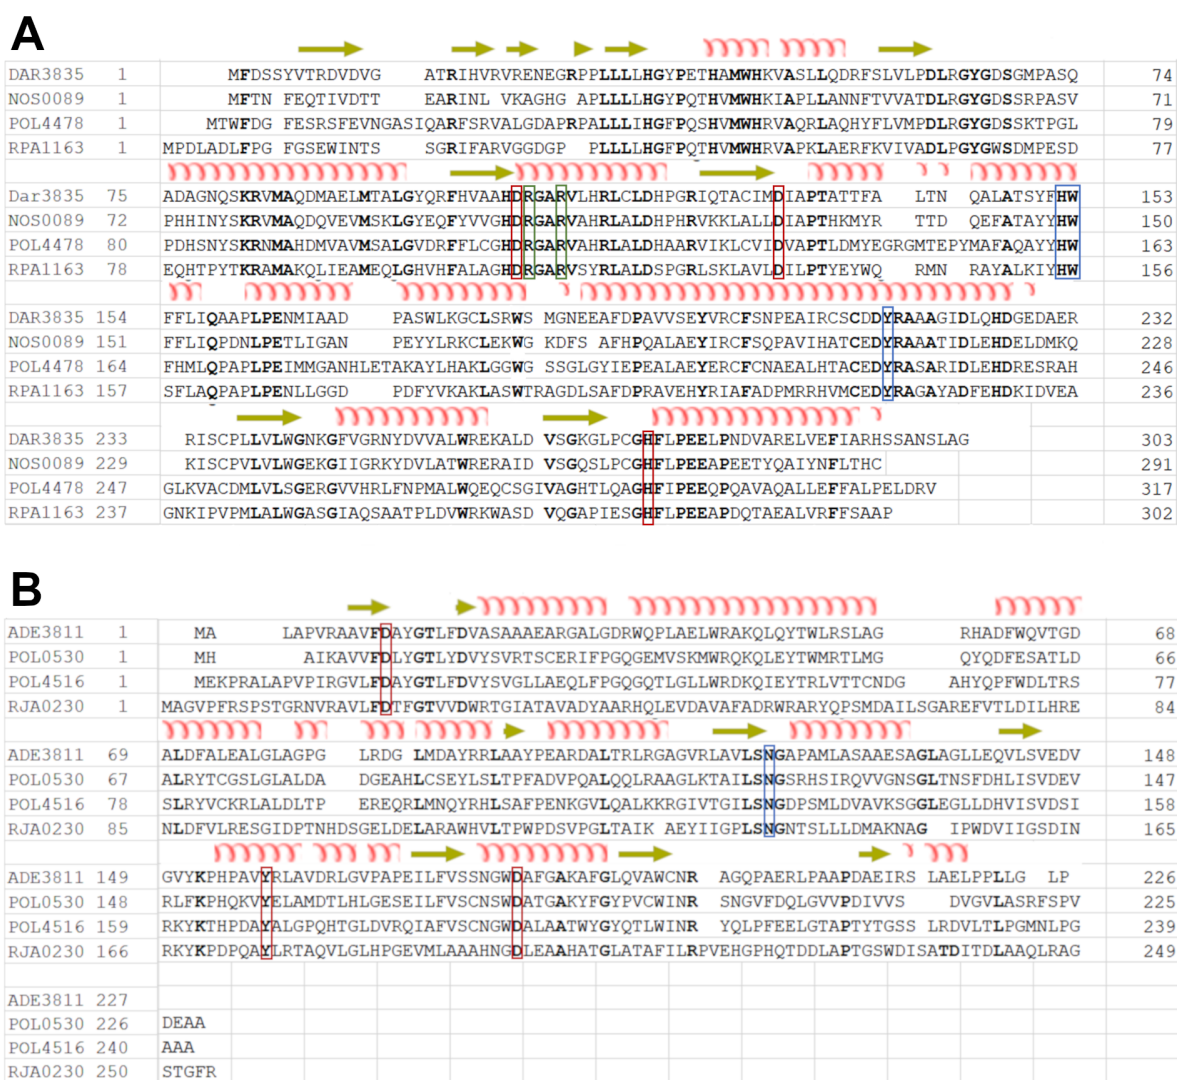 A
DAR3835 1 MFDSSYVTRDVDVG ATRIHVRVRENEGRPPLLLLHGYPETHAMWHKVASLLQDRFSLVLPDLRGYGDSGMPASQ 74
NOS0089 1 MFTN FEQTIVDTT EARINL VKAGHG APLLLLHGYPQTHVMWHKIAPLLANNFTVVATDLRGYGDSSRPASV 71
POL4478 1 MTWFDG FESRSFEVNGASIQARFSRVALGDAPRPALLLIHGFPQSHVMWHRVAQRLAQHYFLVMPDLRGYGDSSKTPGL 79
RPA1163 1 MPDLADLFPG FGSEWINTS SGRIFARVGGDGP PLLLLHGFPQTHVMWHRVAPKLAERFKVIVADLPGYGWSDMPESD 77
Dar3835 75 ADAGNQSKRVMAQDMAELMTALGYQRFHVAAHDRGARVLHRLCLDHPGRIQTACIMDIAPTATTFA LTN QALATSYFHW 153
NOS0089 72 PHHINYSKRVMAQDQVEVMSKLGYEQFYVVGHDRGARVAHRLALDHPHRVKKLALLDIAPTHKMYR TTD QEFATAYYHW 150
POL4478 80 PDHSNYSKRNMAHDMVAVMSALGVDRFFLCGHDRGARVAHRLALDHAARVIKLCVIDVAPTLDMYEGRGMTEPYMAFAQAYYHW 163
RPA1163 78 EQHTPYTKRAMAKQLIEAMEQLGHVHFALAGHDRGARVSYRLALDSPGRLSKLAVLDILPTYEYWQ RMN RAYALKIYHW 156
DAR3835 154 FFLIQAAPLPENMIAAD PASWLKGCLSRWS MGNEEAFDPAVVSEYVRCFSNPEAIRCSCDDYRAAAGIDLQHDGEDAER 232
NOS0089 151 FFLIQPDNLPETLIGAN PEYYLRKCLEKWG KDFS AFHPQALAEYIRCFSQPAVIHATCEDYRAAATIDLEHDELDMKQ 228
POL4478 164 FHMLQPAPLPEIMMGANHLETAKAYLHAKLGGWG SSGLGYIEPEALAEYERCFCNAEALHTACEDYRASARIDLEHDRESRAH 246
RPA1163 157 SFLAQPAPLPENLLGGD PDFYVKAKLASWTRAGDLSAFDPRAVEHYRIAFADPMRRHVMCEDYRAGAYADFEHDKIDVEA 236
DAR3835 233 RISCPLLVLWGNKGFVGRNYDVVALWREKALD VSGKGLPCGHFLPEELPNDVARELVEFIARHSSANSLAG 303
NOS0089 229 KISCPVLVLWGEKGIIGRKYDVLATWRERAID VSGQSLPCGHFLPEEAPEETYQAIYNFLTHC 291
POL4478 247 GLKVACDMLVLSGERGVVHRLFNPMALWQEQCSGIVAGHTLQAGHFIPEEQPQAVAQALLEFFALPELDRV 317
RPA1163 237 GNKIPVPMLALWGASGIAQSAATPLDVWRKWASD VQGAPIESGHFLPEEAPDQTAEALVRFFSAAP 302
B
ADE3811 1 MA LAPVRAAVFDAYGTLFDVASAAAEARGALGDRWQPLAELWRAKQLQYTWLRSLAG RHADFWQVTGD 68
POL0530 1 MH AIKAVVFDLYGTLYDVYSVRTSCERIFPGQGEMVSKMWRQKQLEYTWMRTLMG QYQDFESATLD 66
POL4516 1 MEKPRALAPVPIRGVLFDAYGTLFDVYSVGLLAEQLFPGQGQTLGLLWRDKQIEYTRLVTTCNDG AHYQPFWDLTRS 77
RJA0230 1 MAGVPFRSPSTGRNVRAVLFDTFGTVVDWRTGIATAVADYAARHQLEVDAVAFADRWRARYQPSMDAILSGAREFVTLDILHRE 84
ADE3811 69 ALDFALEALGLAGPG LRDG LMDAYRRLAAYPEARDALTRLRGAGVRLAVLSNGAPAMLASAAESAGLAGLLEQVLSVEDV 148
POL0530 67 ALRYTCGSLGLALDA DGEAHLCSEYLSLTPFADVPQALQQLRAAGLKTAILSNGSRHSIRQVVGNSGLTNSFDHLISVDEV 147
POL4516 78 SLRYVCKRLALDLTP EREQRLMNQYRHLSAFPENKGVLQALKKRGIVTGILSNGDPSMLDVAVKSGGLEGLLDHVISVDSI 158
RJA0230 85 NLDFVLRESGIDPTNHDSGELDELARAWHVLTPWPDSVPGLTAIK AEYIIGPLSNGNTSLLLDMAKNAG IPWDVIIGSDIN 165
ADE3811 149 GVYKPHPAVYRLAVDRLGVPAPEILFVSSNGWDAFGAKAFGLQVAWCNR AGQPAERLPAAPDAEIRS LAELPPLLG LP 226
POL0530 148 RLFKPHQKVYELAMDTLHLGESEILFVSCNSWDATGAKYFGYPVCWINR SNGVFDQLGVVPDIVVS DVGVLASRFSPV 225
POL4516 159 RKYKTHPDAYALGPQHTGLDVRQIAFVSCNGWDALAATWYGYQTLWINR YQLPFEELGTAPTYTGSS LRDVLTLPGMNLPG 239
RJA0230 166 RKYKPDPQAYLRTAQVLGLHPGEVMLAAAHNGDLEAAHATGLATAFILRPVEHGPHQTDDLAPTGSWDISATDITDLAAQLRAG 249
ADE3811 227
POL0530 226 DEAA
POL4516 240 AAA
RJA0230 250 STGFR